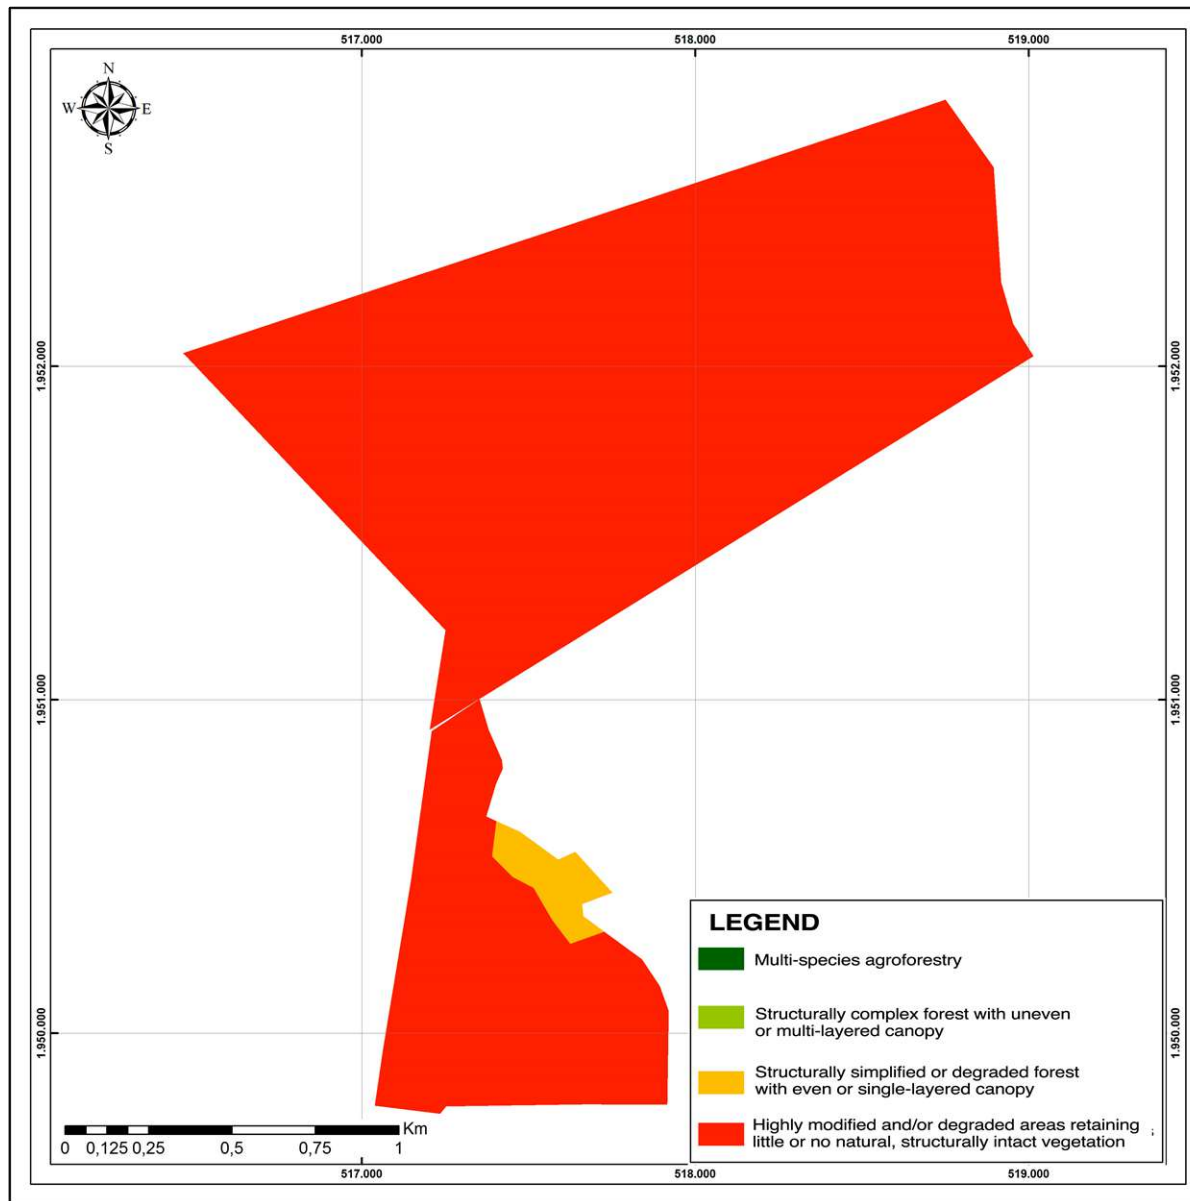 517.000 518.000 519.000
N
W E
S
1.952.000 1.952.000
1.951.000 1.951.000
1.950.000 1.950.000
LEGEND
Multi-species agroforestry
Structurally complex forest with uneven
or multi-layered canopy
Structurally simplified or degraded forest
with even or single-layered canopy
Highly modified and/or degraded areas retaining
little or no natural, structurally intact vegetation
Km
0 0,125 0,25 0,5 0,75 1
517.000 518.000 519.000